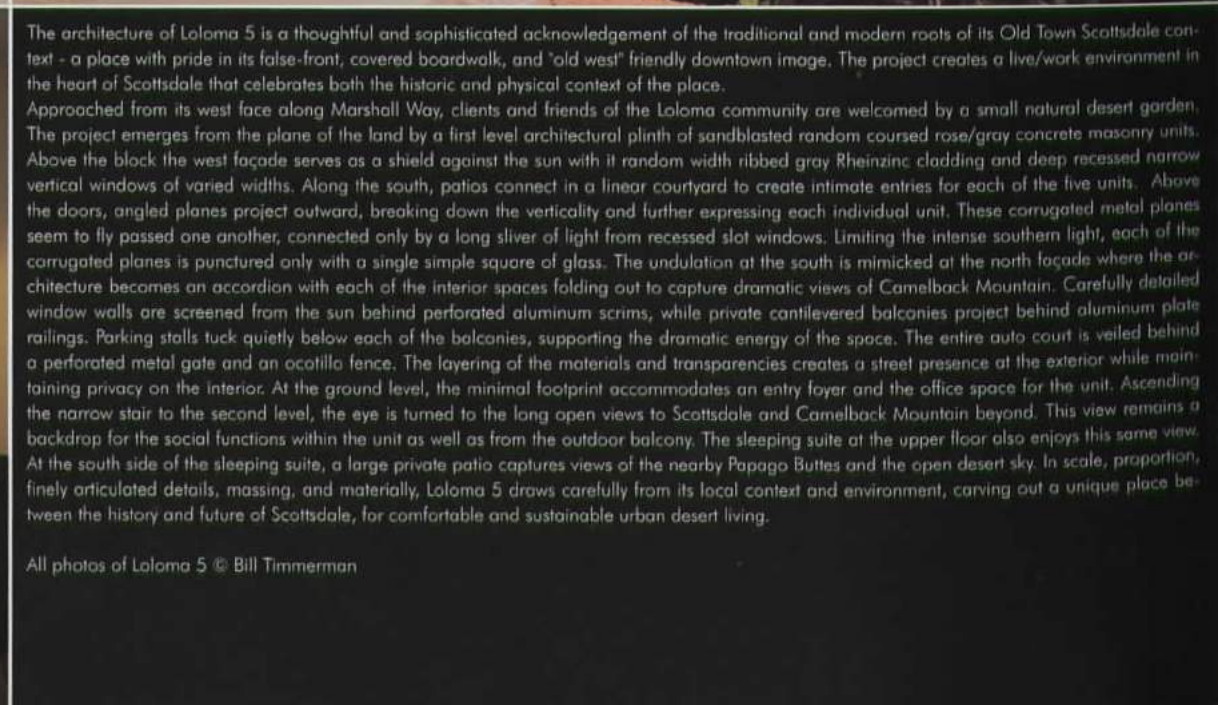 The architecture of Loloma 5 is a thoughtful and sophisticated acknowledgement of the traditional and modern roots of its Old Town Scottsdale con-
text - a place with pride in its false-front, covered boardwalk, and "old west" friendly downtown image. The project creates a live/work environment in
the heart of Scottsdale that celebrates both the historic and physical context of the place.
Approached from its west face along Marshall Way, clients and friends of the Loloma community are welcomed by a small natural desert garden.
The project emerges from the plane of the land by a first level architectural plinth of sandblasted random coursed rose/gray concrete masonry units.
Above the block the west façade serves as a shield against the sun with it random width ribbed gray Rheinzinc cladding and deep recessed narrow
vertical windows of varied widths. Along the south, patios connect in a linear courtyard to create intimate entries for each of the five units. Above
the doors, angled planes project outward, breaking down the verticality and further expressing each individual unit. These corrugated metal planes
seem to fly passed one another, connected only by a long sliver of light from recessed slot windows. Limiting the intense southern light, each of the
corrugated planes is punctured only with a single simple square of glass. The undulation at the south is mimicked at the north façade where the ar-
chitecture becomes an accordion with each of the interior spaces folding out to capture dramatic views of Camelback Mountain. Carefully detailed
window walls are screened from the sun behind perforated aluminum scrims, while private cantilevered balconies project behind aluminum plate
railings. Parking stalls tuck quietly below each of the balconies, supporting the dramatic energy of the space. The entire auto court is veiled behind
a perforated metal gate and an ocotillo fence. The layering of the materials and transparencies creates a street presence at the exterior while main-
taining privacy on the interior. At the ground level, the minimal footprint accommodates an entry foyer and the office space for the unit. Ascending
the narrow stair to the second level, the eye is turned to the long open views to Scottsdale and Camelback Mountain beyond. This view remains a
backdrop for the social functions within the unit as well as from the outdoor balcony. The sleeping suite at the upper floor also enjoys this same view.
At the south side of the sleeping suite, a large private patio captures views of the nearby Papago Buttes and the open desert sky. In scale, proportion,
finely articulated details, massing, and materially, Loloma 5 draws carefully from its local context and environment, carving out a unique place be-
tween the history and future of Scottsdale, for comfortable and sustainable urban desert living.
All photos of Loloma 5 © Bill Timmerman